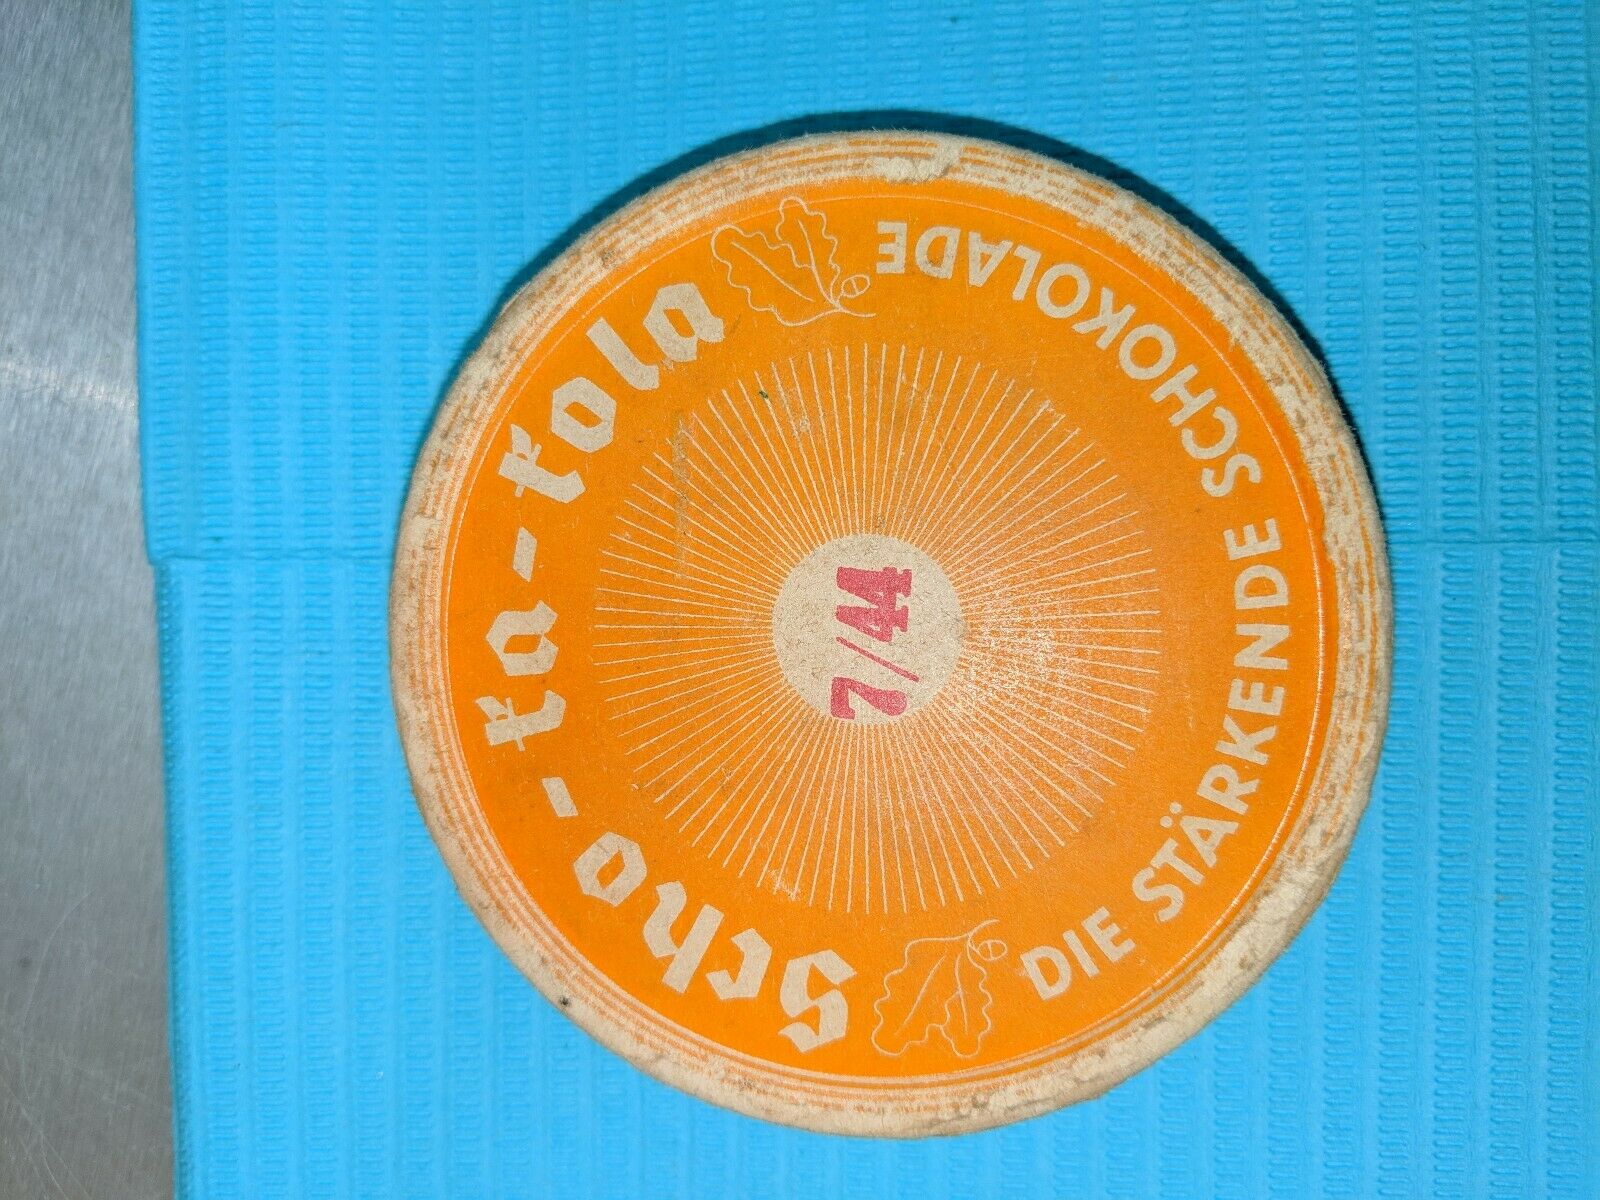 Scho-ka-kola
7/44
DIE STÄRKENDE SCHOKOLADE